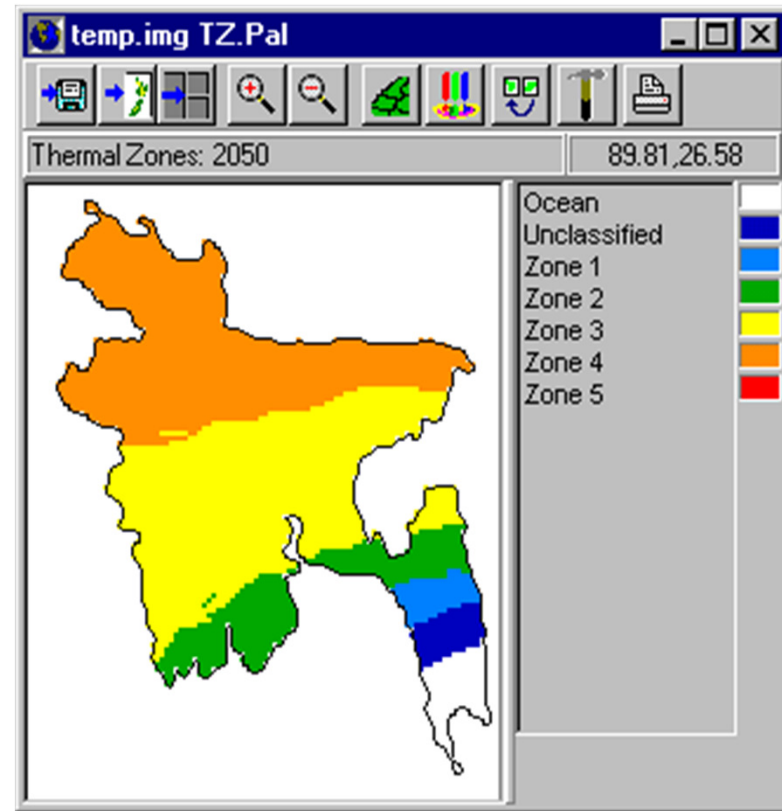 temp.img TZ.Pal
Thermal Zones: 2050
89.81,26.58
Ocean
Unclassified
Zone 1
Zone 2
Zone 3
Zone 4
Zone 5